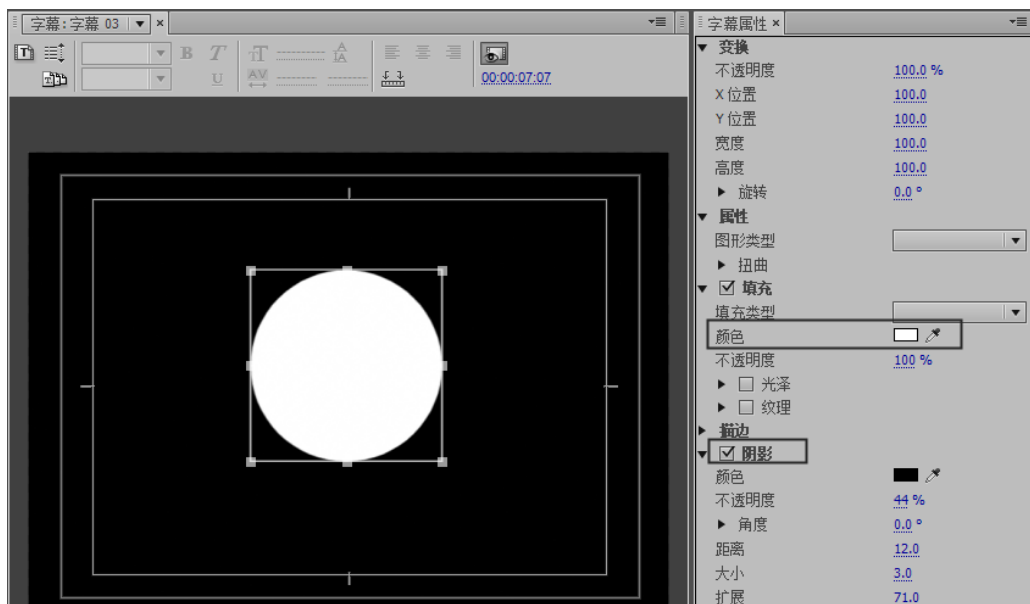 字幕:字幕 03
B T T A
U AV
00:00:07:07
字幕属性
变换
不透明度 100.0 %
X 位置 100.0
Y 位置 100.0
宽度 100.0
高度 100.0
旋转 0.0 °
属性
图形类型
扭曲
填充
填充类型
颜色
不透明度 100 %
光泽
纹理
描边
阴影
颜色
不透明度 44 %
角度 0.0 °
距离 12.0
大小 3.0
扩展 71.0